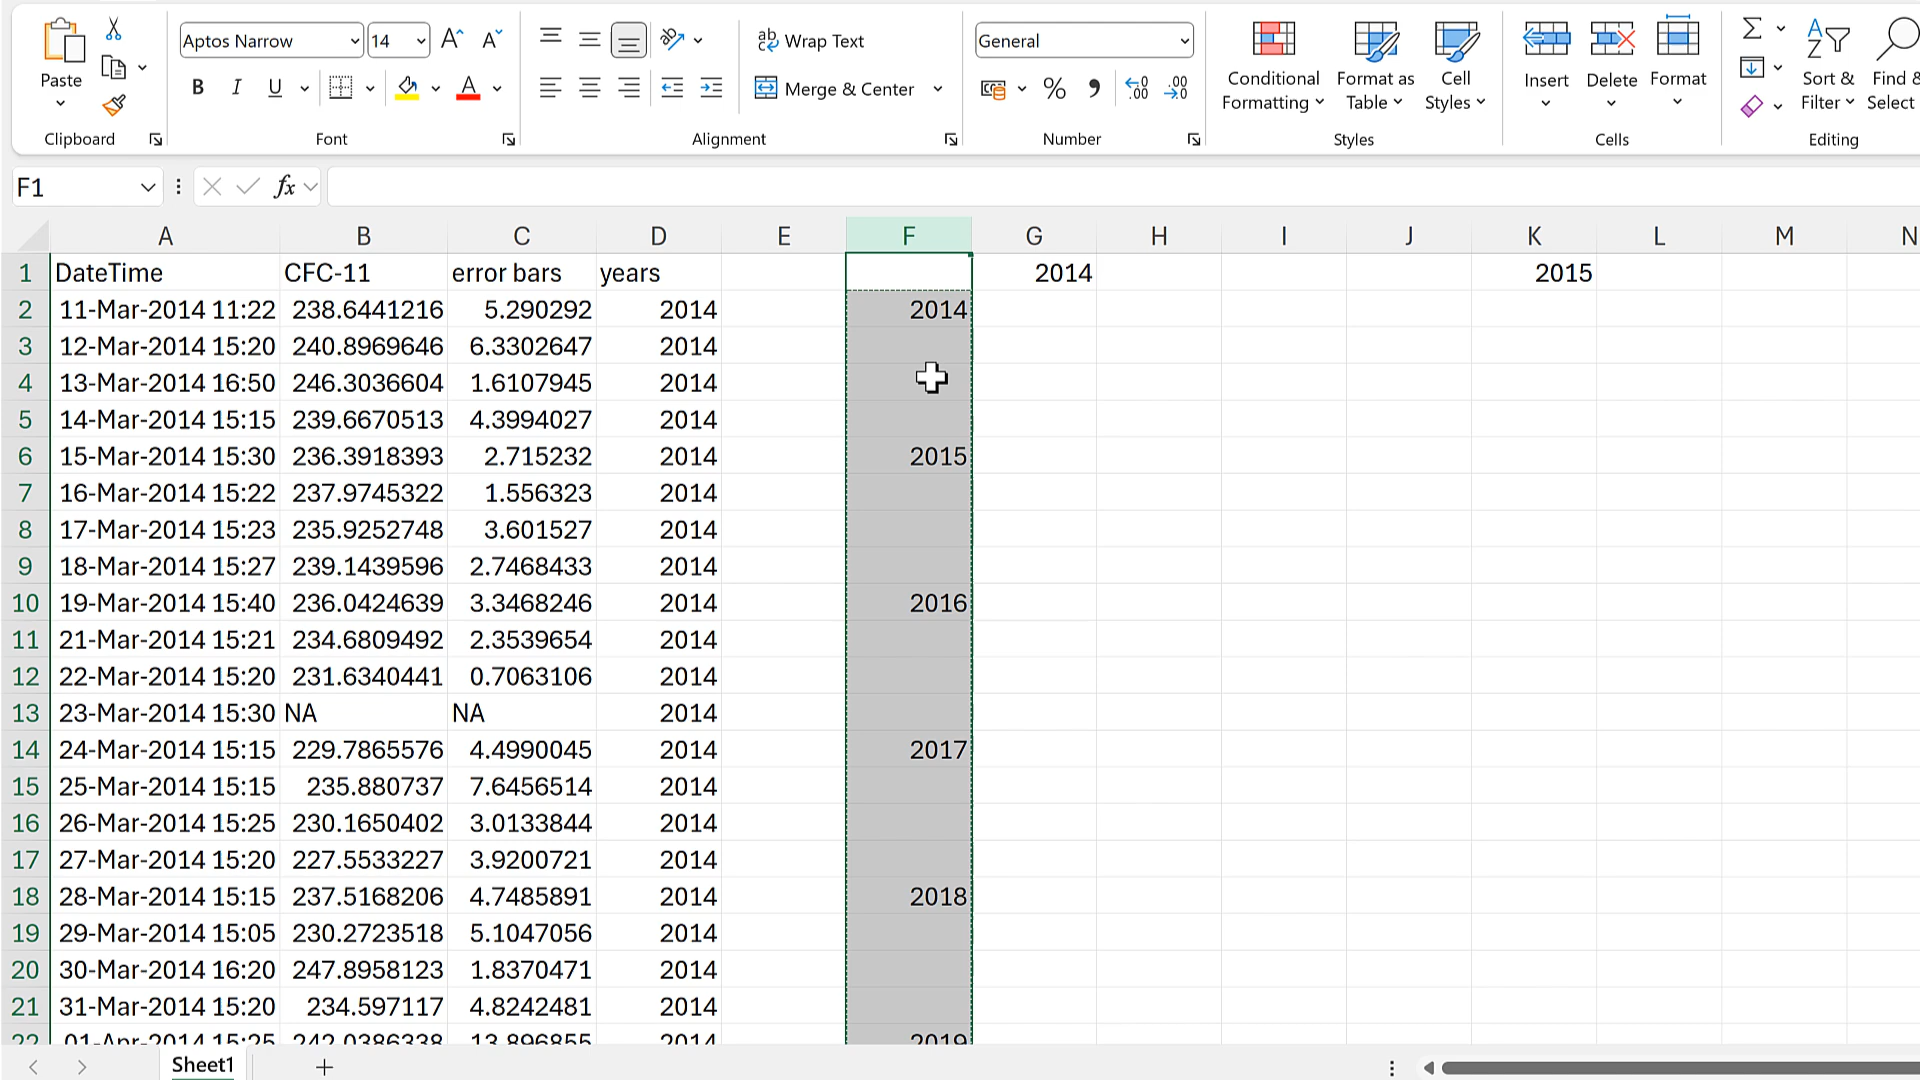 Paste
Clipboard
Aptos Narrow 14
B I U
Font
Wrap Text
Merge & Center
Alignment
General
Number
Conditional Formatting
Format as Table
Cell Styles
Styles
Insert
Delete
Format
Cells
Sort & Filter
Find &
Select
Editing
F1
fx
A B C D E F G H I J K L M N
1 DateTime CFC-11 error bars years 2014 2015
2 11-Mar-2014 11:22 238.6441216 5.290292 2014 2014
3 12-Mar-2014 15:20 240.8969646 6.3302647 2014
4 13-Mar-2014 16:50 246.3036604 1.6107945 2014
5 14-Mar-2014 15:15 239.6670513 4.3994027 2014
6 15-Mar-2014 15:30 236.3918393 2.715232 2014 2015
7 16-Mar-2014 15:22 237.9745322 1.556323 2014
8 17-Mar-2014 15:23 235.9252748 3.601527 2014
9 18-Mar-2014 15:27 239.1439596 2.7468433 2014
10 19-Mar-2014 15:40 236.0424639 3.3468246 2014 2016
11 21-Mar-2014 15:21 234.6809492 2.3539654 2014
12 22-Mar-2014 15:20 231.6340441 0.7063106 2014
13 23-Mar-2014 15:30 NA NA 2014
14 24-Mar-2014 15:15 229.7865576 4.4990045 2014 2017
15 25-Mar-2014 15:15 235.880737 7.6456514 2014
16 26-Mar-2014 15:25 230.1650402 3.0133844 2014
17 27-Mar-2014 15:20 227.5533227 3.9200721 2014
18 28-Mar-2014 15:15 237.5168206 4.7485891 2014 2018
19 29-Mar-2014 15:05 230.2723518 5.1047056 2014
20 30-Mar-2014 16:20 247.8958123 1.8370471 2014
21 31-Mar-2014 15:20 234.597117 4.8242481 2014
22 01-Apr-2014 15:25 242.0386338 13.896855 2014 2019
Sheet1